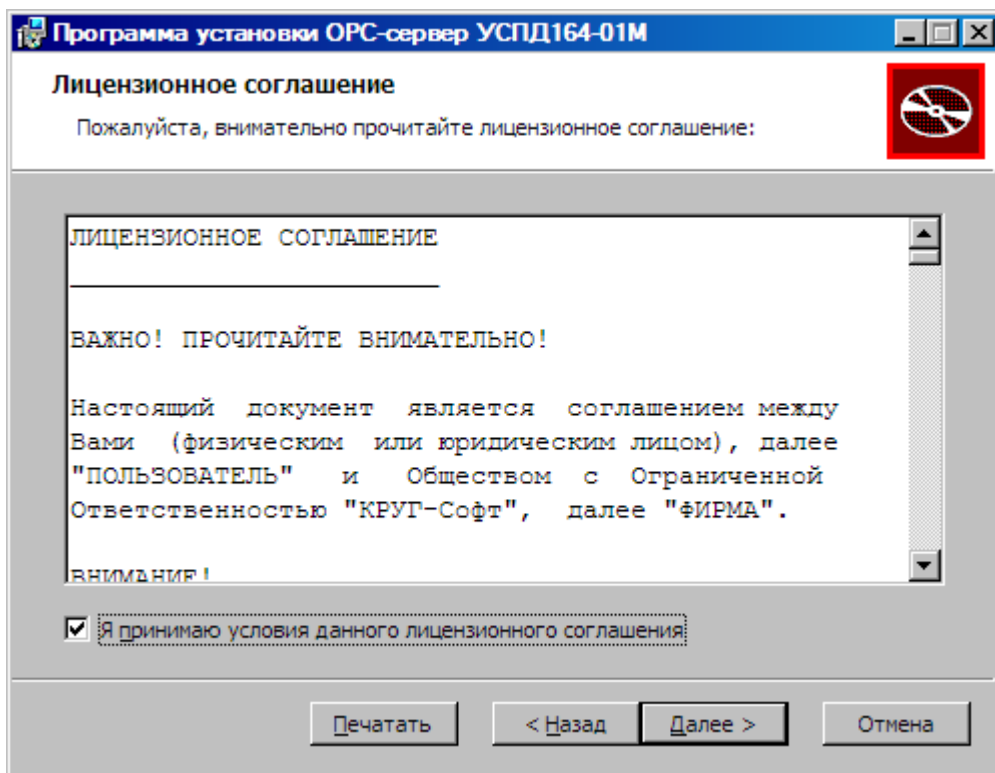 Программа установки ОРС-сервер УСПД164-01М
Лицензионное соглашение
Пожалуйста, внимательно прочитайте лицензионное соглашение:
ЛИЦЕНЗИОННОЕ СОГЛАШЕНИЕ
ВАЖНО! ПРОЧИТАЙТЕ ВНИМАТЕЛЬНО!
Настоящий документ является соглашением между
Вами (физическим или юридическим лицом), далее
"ПОЛЬЗОВАТЕЛЬ" и Обществом с Ограниченной
Ответственностью "КРУГ-Софт", далее "ФИРМА".
ВНИМАНИЕ!
Я принимаю условия данного лицензионного соглашения
Печатать
< Назад
Далее >
Отмена